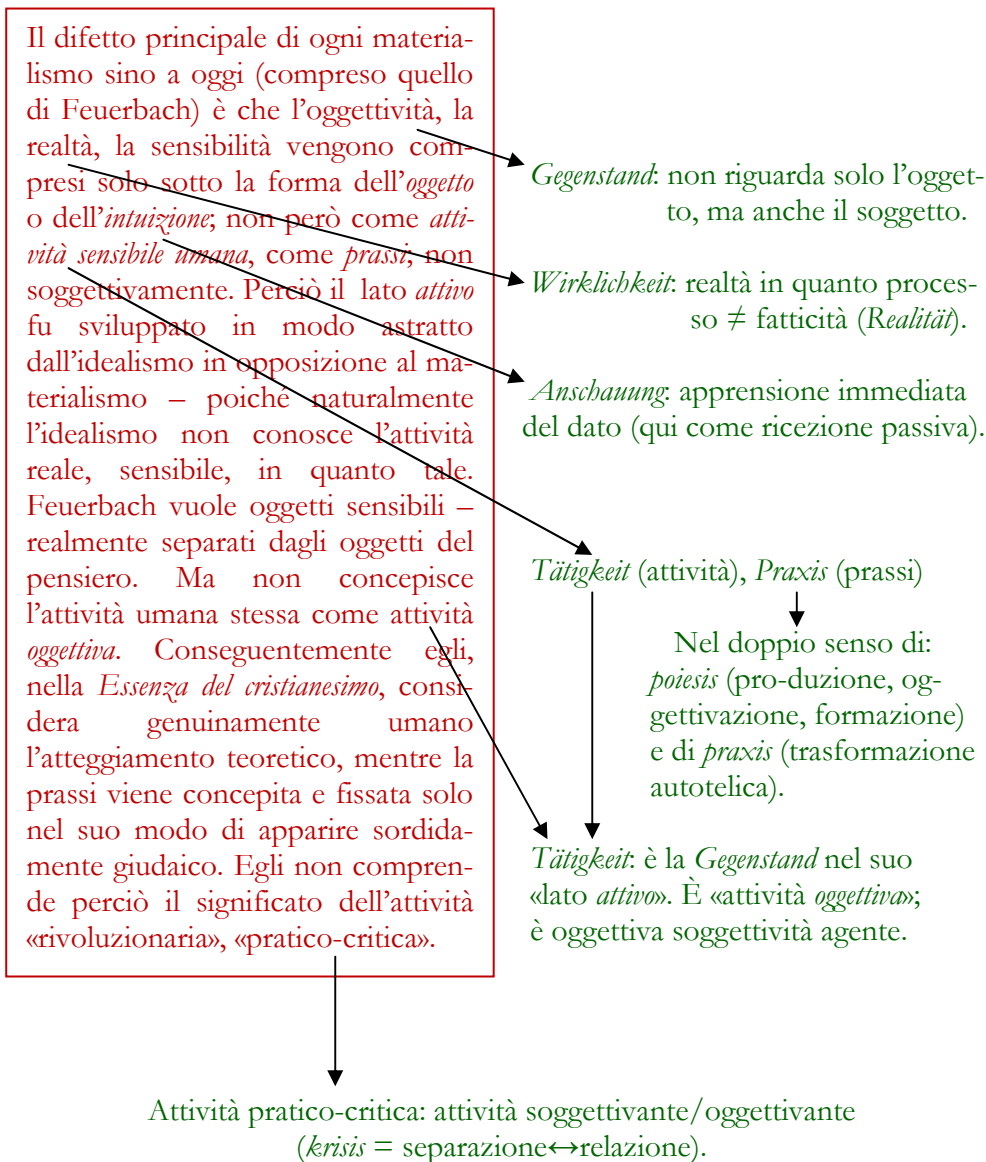 Il difetto principale di ogni materia-
lismo sino a oggi (compreso quello
di Feuerbach) è che l'oggettività, la
realtà, la sensibilità vengono com-
presi solo sotto la forma dell'oggetto
o dell'intuizione; non però come atti-
vità sensibile umana, come prassi; non
soggettivamente. Perciò il lato attivo
fu sviluppato in modo astratto
dall'idealismo in opposizione al ma-
terialismo – poiché naturalmente
l'idealismo non conosce l'attività
reale, sensibile, in quanto tale.
Feuerbach vuole oggetti sensibili –
realmente separati dagli oggetti del
pensiero. Ma non concepisce
l'attività umana stessa come attività
oggettiva. Conseguentemente egli,
nella Essenza del cristianesimo, consi-
dera genuinamente umano
l'atteggiamento teoretico, mentre la
prassi viene concepita e fissata solo
nel suo modo di apparire sordida-
mente giudaico. Egli non compren-
de perciò il significato dell'attività
«rivoluzionaria», «pratico-critica».
Gegenstand: non riguarda solo l'ogget-
to, ma anche il soggetto.
Wirklichkeit: realtà in quanto proces-
so ≠ fatticità (Realität).
Anschauung: apprensione immediata
del dato (qui come ricezione passiva).
Tätigkeit (attività), Praxis (prassi)
Nel doppio senso di:
poiesis (pro-duzione, og-
gettivazione, formazione)
e di praxis (trasformazione
autotelica).
Tätigkeit: è la Gegenstand nel suo
«lato attivo». È «attività oggettiva»;
è oggettiva soggettività agente.
Attività pratico-critica: attività soggettivante/oggettivante
(krisis = separazione↔relazione).